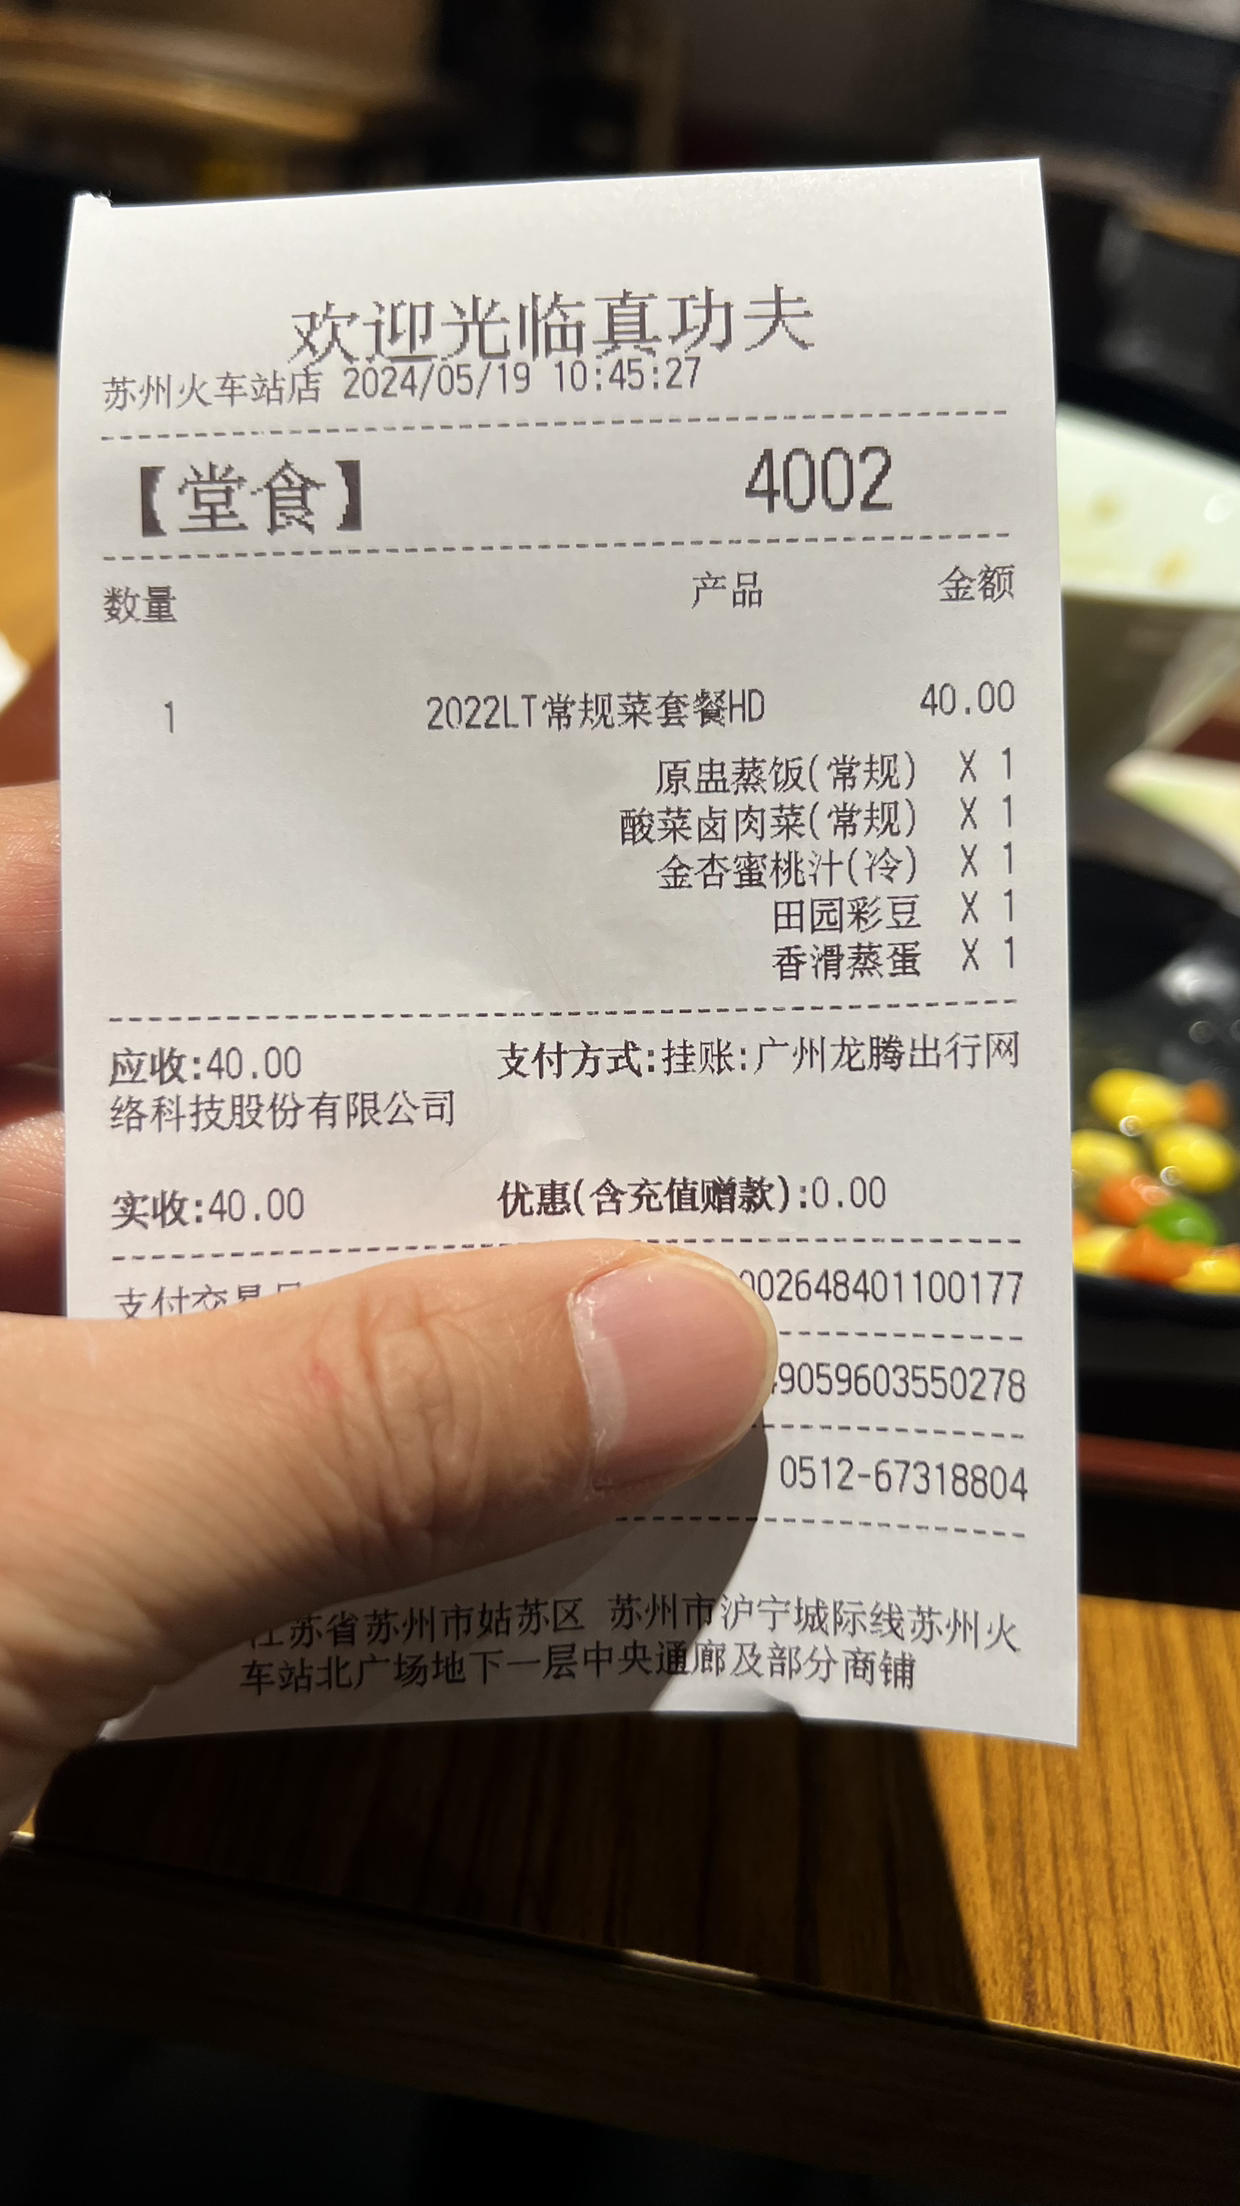 欢迎光临真功夫
苏州火车站店 2024/05/19 10:45:27
【堂食】 4002
数量 产品 金额
1 2022LT常规菜套餐HD 40.00
原盅蒸饭(常规) X 1
酸菜卤肉菜(常规) X 1
金杏蜜桃汁(冷) X 1
田园彩豆 X 1
香滑蒸蛋 X 1
应收:40.00 支付方式:挂账:广州龙腾出行网
络科技股份有限公司
实收:40.00 优惠(含充值赠款):0.00
支付交易 002648401100177
9059603550278
0512-67318804
江苏省苏州市姑苏区 苏州市沪宁城际线苏州火
车站北广场地下一层中央通廊及部分商铺